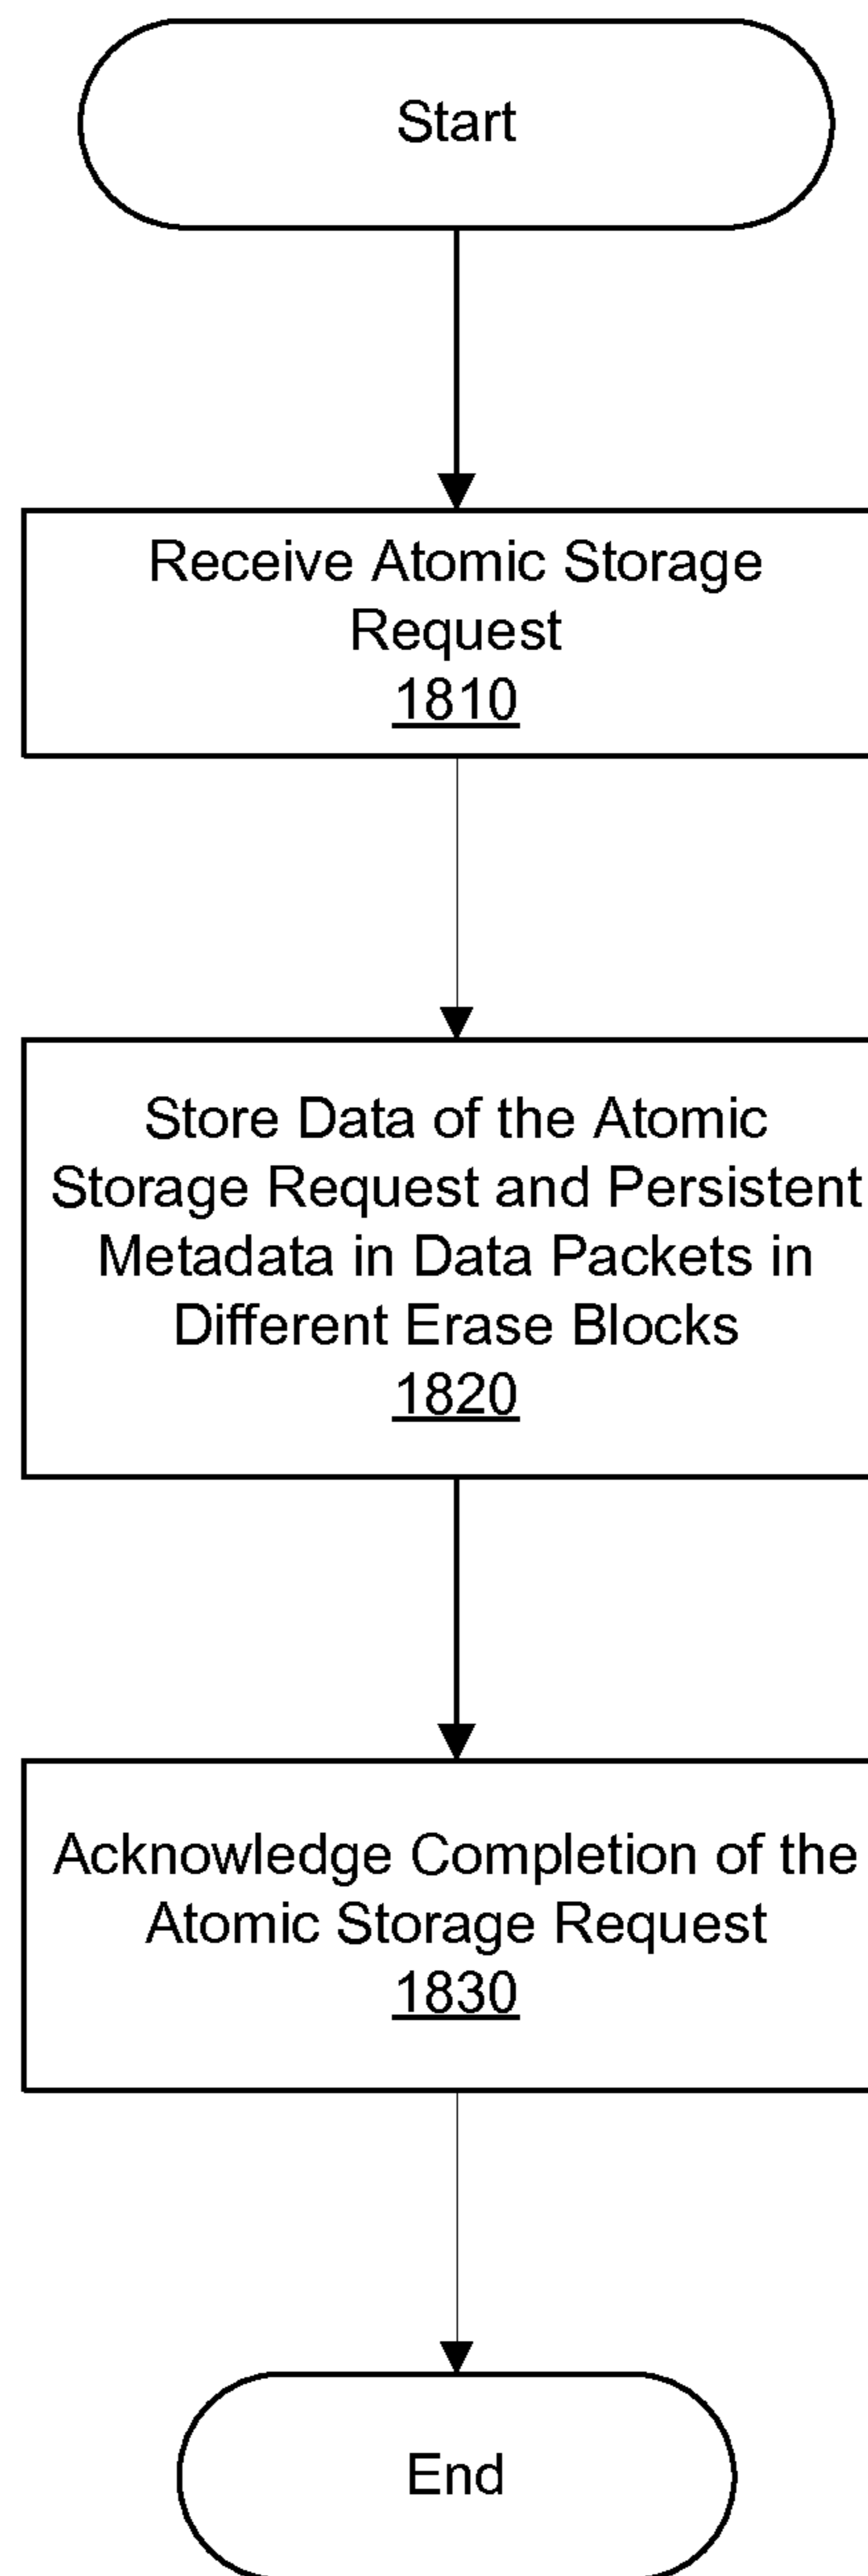 Start
Receive Atomic Storage
Request
1810
Store Data of the Atomic
Storage Request and Persistent
Metadata in Data Packets in
Different Erase Blocks
1820
Acknowledge Completion of the
Atomic Storage Request
1830
End